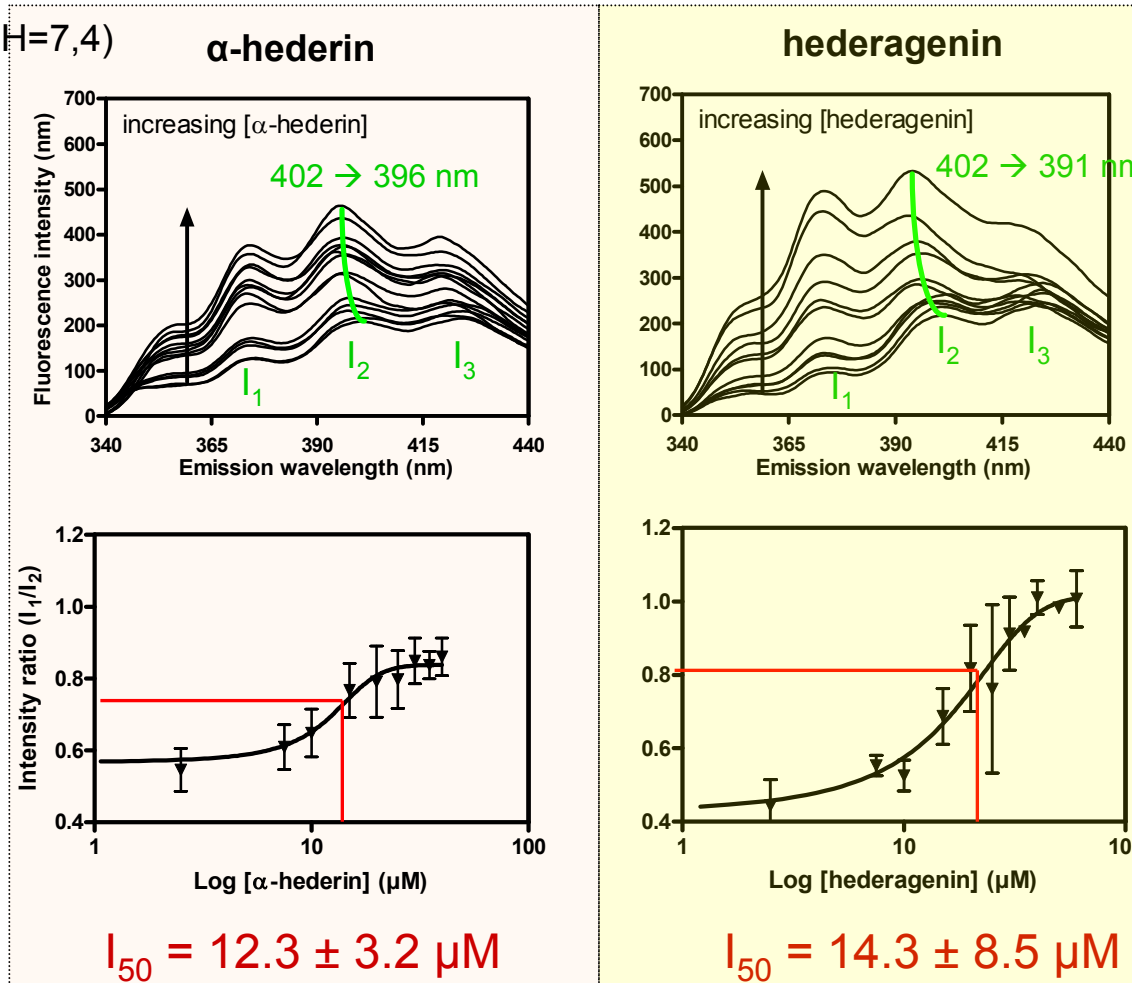 H=7,4)
α-hederin
700
600
500
400
300
200
100
0
Fluorescence intensity (nm)
increasing [α-hederin]
402 → 396 nm
I1
I2
I3
340 365 390 415 440
Emission wavelength (nm)
1.2
1.0
0.8
0.6
0.4
Intensity ratio (I1/I2)
1 10 100
Log [α-hederin] (µM)
I50 = 12.3 ± 3.2 µM
hederagenin
700
600
500
400
300
200
100
0
increasing [hederagenin]
402 → 391 nm
I1
I2
I3
340 365 390 415 440
Emission wavelength (nm)
1.2
1.0
0.8
0.6
0.4
1 10 10
Log [hederagenin] (µM)
I50 = 14.3 ± 8.5 µM